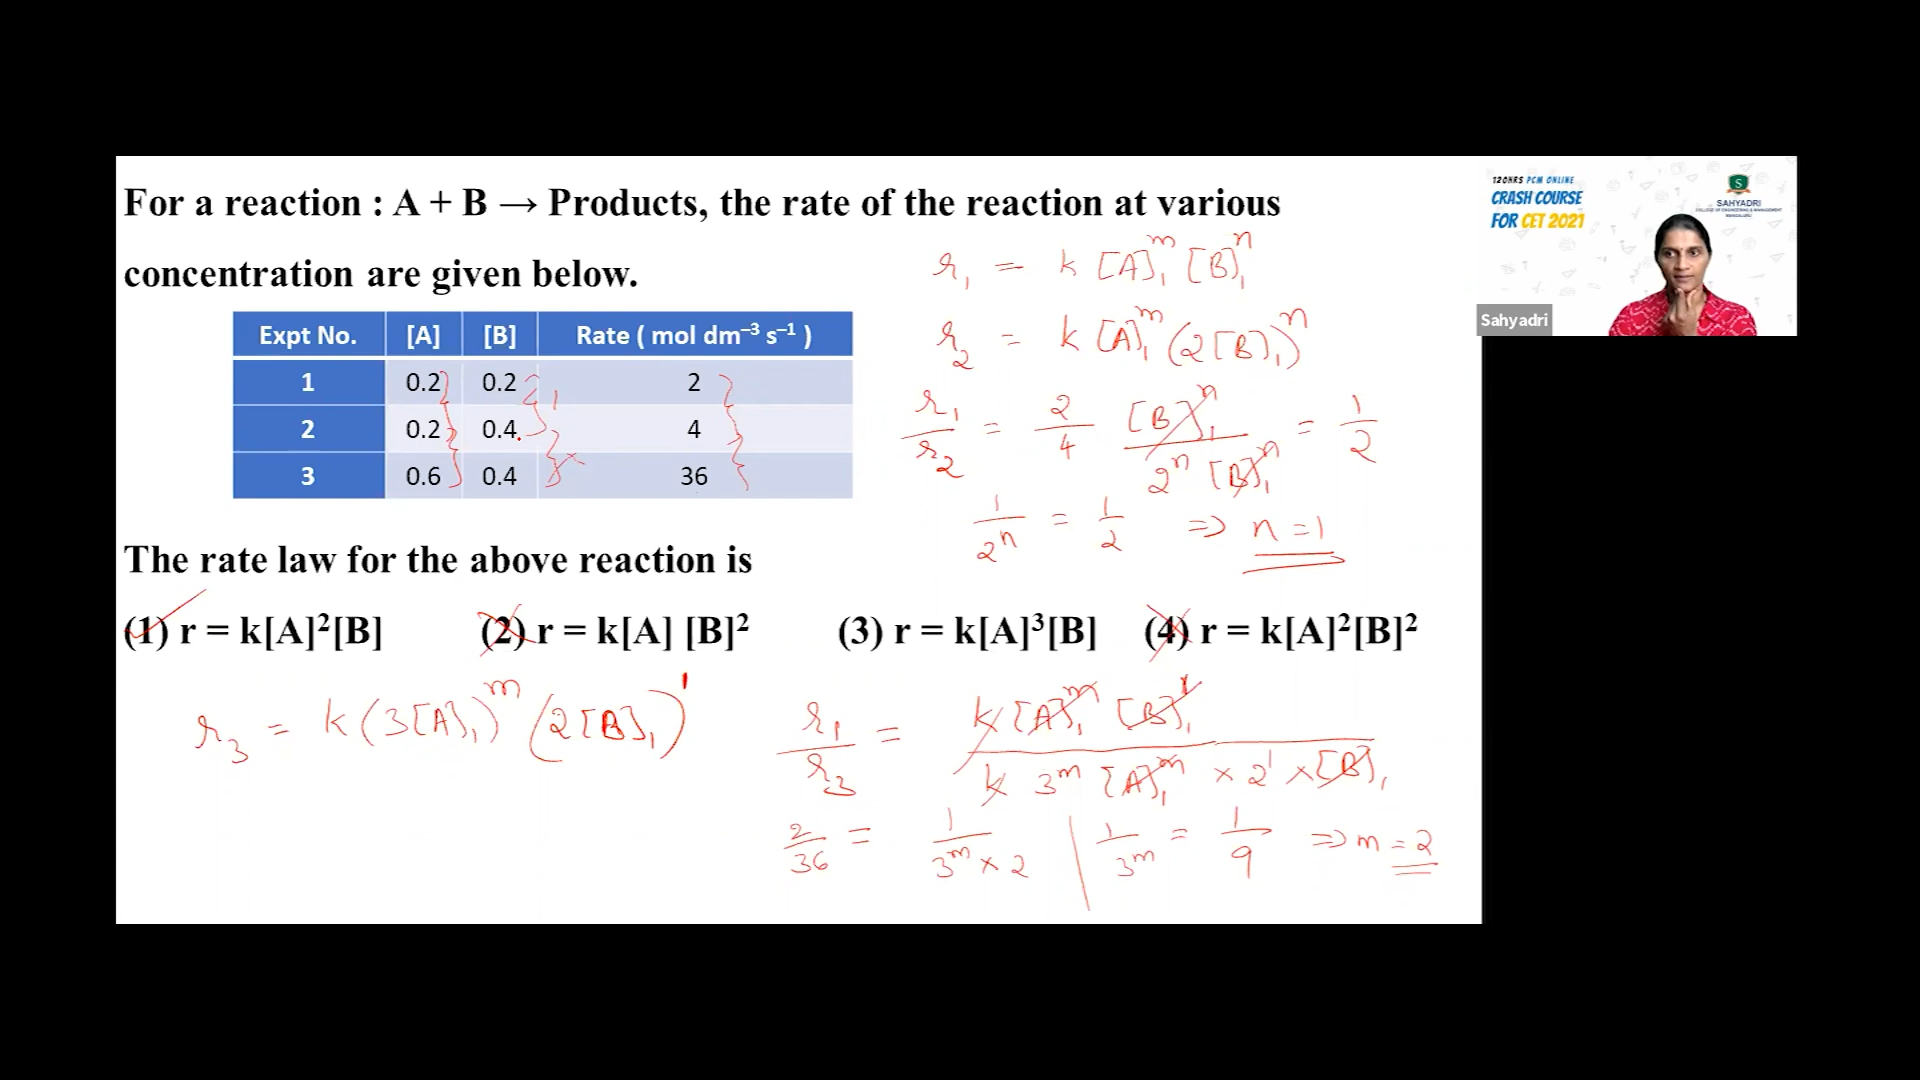 For a reaction : A + B → Products, the rate of the reaction at various
concentration are given below.
Expt No. [A] [B] Rate ( mol dm⁻³ s⁻¹ )
1 0.2 0.2 2
2 0.2 0.4 4
3 0.6 0.4 36
r₁ = k [A]₁ᵐ [B]₁ⁿ
r₂ = k [A]₁ᵐ (2[B]₁)ⁿ
r₁/r₂ = 2/4 [B]₁ⁿ / 2ⁿ [B]₁ⁿ = 1/2
1/2ⁿ = 1/2 ⇒ n = 1
The rate law for the above reaction is
(1) r = k[A]²[B] (2) r = k[A] [B]² (3) r = k[A]³[B] (4) r = k[A]²[B]²
r₃ = k (3[A]₁)ᵐ (2[B]₁)¹
r₁/r₃ = k [A]₁ᵐ [B]₁¹ / k 3ᵐ [A]₁ᵐ × 2¹ × [B]₁
2/36 = 1/3ᵐ × 2 | 1/3ᵐ = 1/9 ⇒ m = 2
120HRS PCM ONLINE
CRASH COURSE
FOR CET 2021
S
SAHYADRI
COLLEGE OF ENGINEERING & MANAGEMENT
MANGALURU
Sahyadri